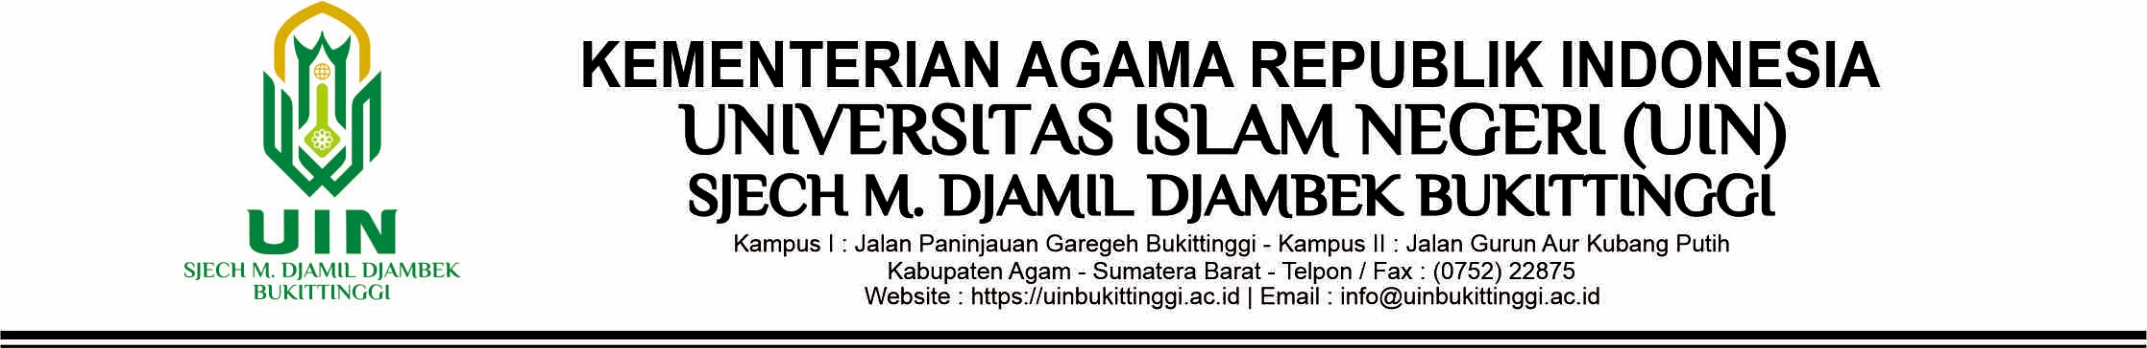 UIN
SJECH M. DJAMIL DJAMBEK
BUKITTINGGI
KEMENTERIAN AGAMA REPUBLIK INDONESIA
UNIVERSITAS ISLAM NEGERI (UIN)
SJECH M. DJAMIL DJAMBEK BUKITTINGGI
Kampus I : Jalan Paninjauan Garegeh Bukittinggi - Kampus II : Jalan Gurun Aur Kubang Putih
Kabupaten Agam - Sumatera Barat - Telpon / Fax : (0752) 22875
Website : https://uinbukittinggi.ac.id | Email : info@uinbukittinggi.ac.id